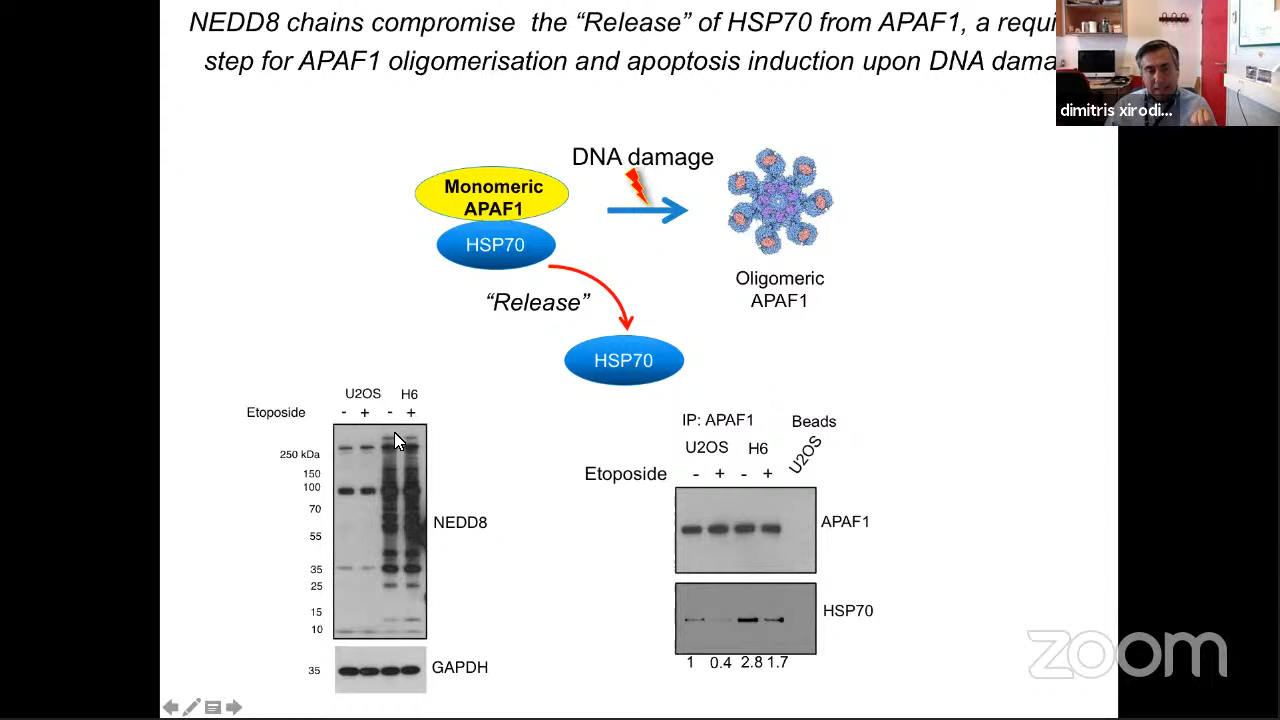 NEDD8 chains compromise the “Release” of HSP70 from APAF1, a requi
step for APAF1 oligomerisation and apoptosis induction upon DNA dama
dimitris xirodi...
DNA damage
Monomeric
APAF1
HSP70
“Release”
Oligomeric
APAF1
HSP70
U2OS H6
Etoposide - + - +
250 kDa
150
100
70
55
35
25
15
10
NEDD8
35
GAPDH
IP: APAF1 Beads
U2OS H6 U2OS
Etoposide - + - +
APAF1
HSP70
1 0.4 2.8 1.7
zoom